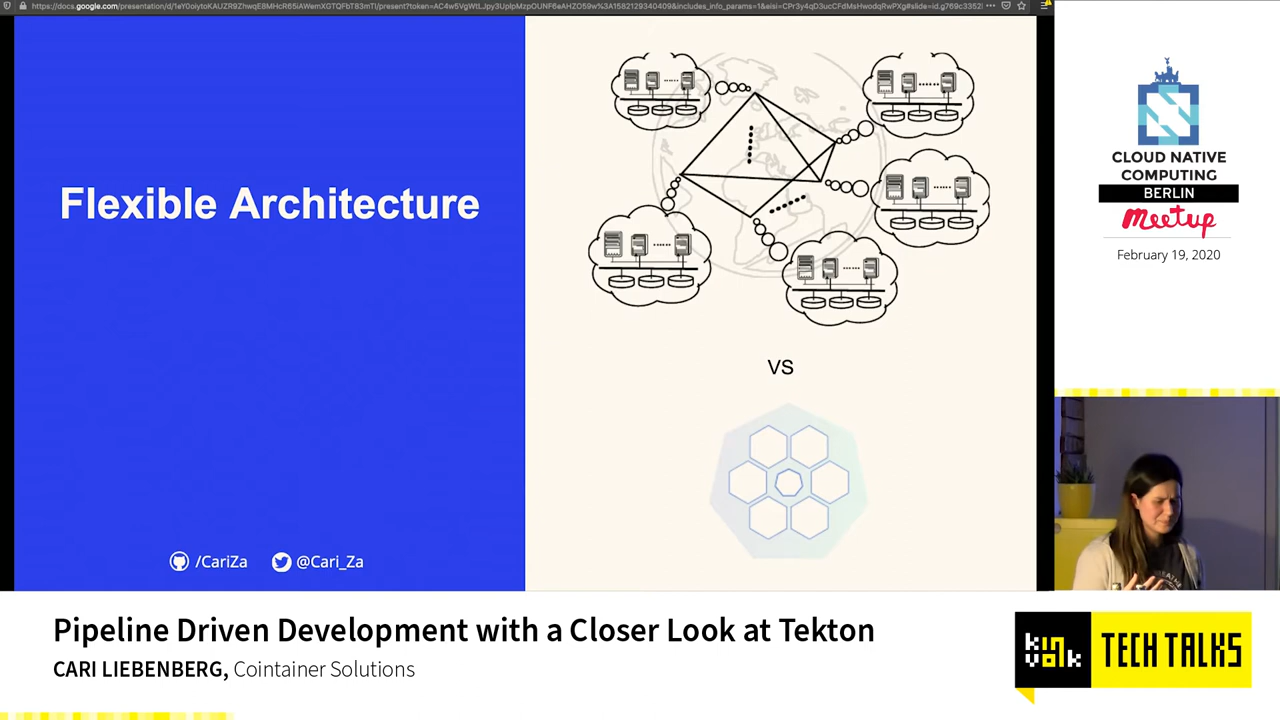 Flexible Architecture
VS
/CariZa
@Cari_Za
CLOUD NATIVE
COMPUTING
BERLIN
meetup
February 19, 2020
Pipeline Driven Development with a Closer Look at Tekton
CARI LIEBENBERG, Cointainer Solutions
kinvolk
TECH TALKS